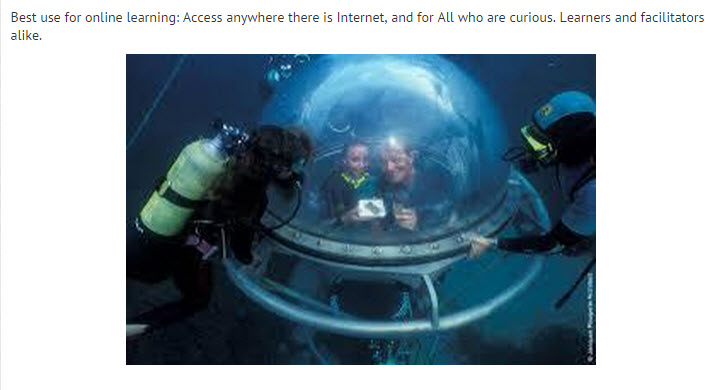 Best use for online learning: Access anywhere there is Internet, and for All who are curious. Learners and facilitators
alike.